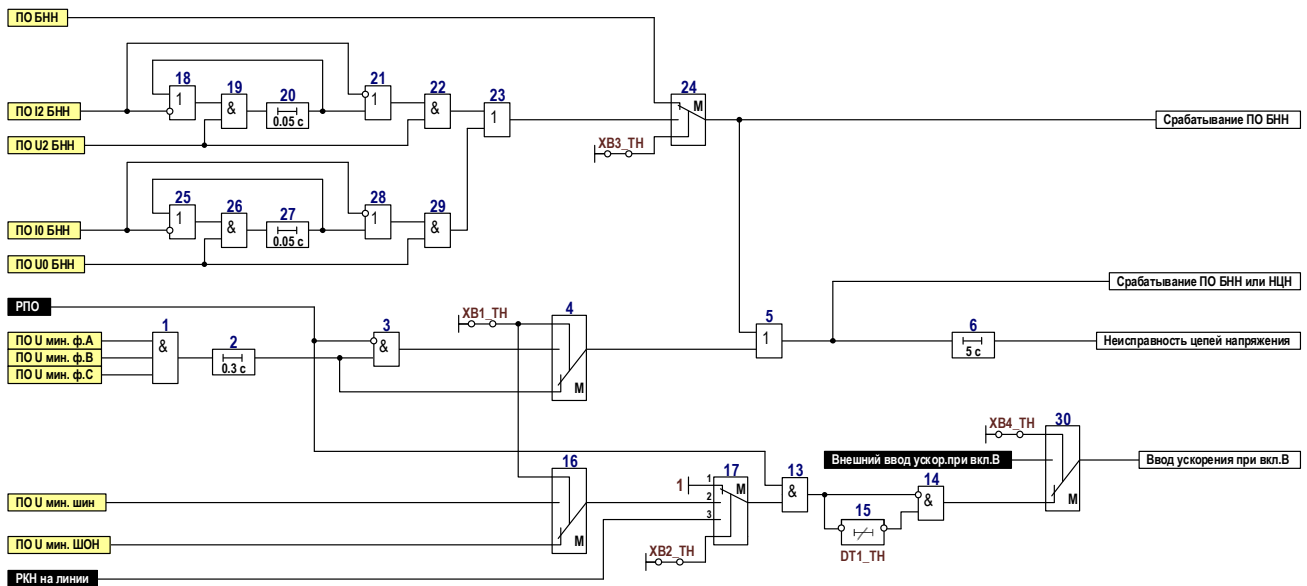 ПО БНН
24
М
18
1
19
&
20
0.05 с
21
1
22
&
23
1
ПО I2 БНН
Срабатывание ПО БНН
ХВ3_ТН
ПО U2 БНН
25
1
26
&
27
0.05 с
28
1
29
&
ПО I0 БНН
ПО U0 БНН
Срабатывание ПО БНН или НЦН
РПО
ХВ1_ТН
4
М
1
&
2
0.3 с
3
&
5
1
6
5 с
ПО U мин. ф.А
ПО U мин. ф.В
ПО U мин. ф.С
Неисправность цепей напряжения
ХВ4_ТН
30
М
Внешний ввод ускор.при вкл.В
Ввод ускорения при вкл.В
16
М
17
1
1
2
3
М
13
&
14
&
15
DT1_TH
ПО U мин. шин
ПО U мин. ШОН
ХВ2_ТН
РКН на линии